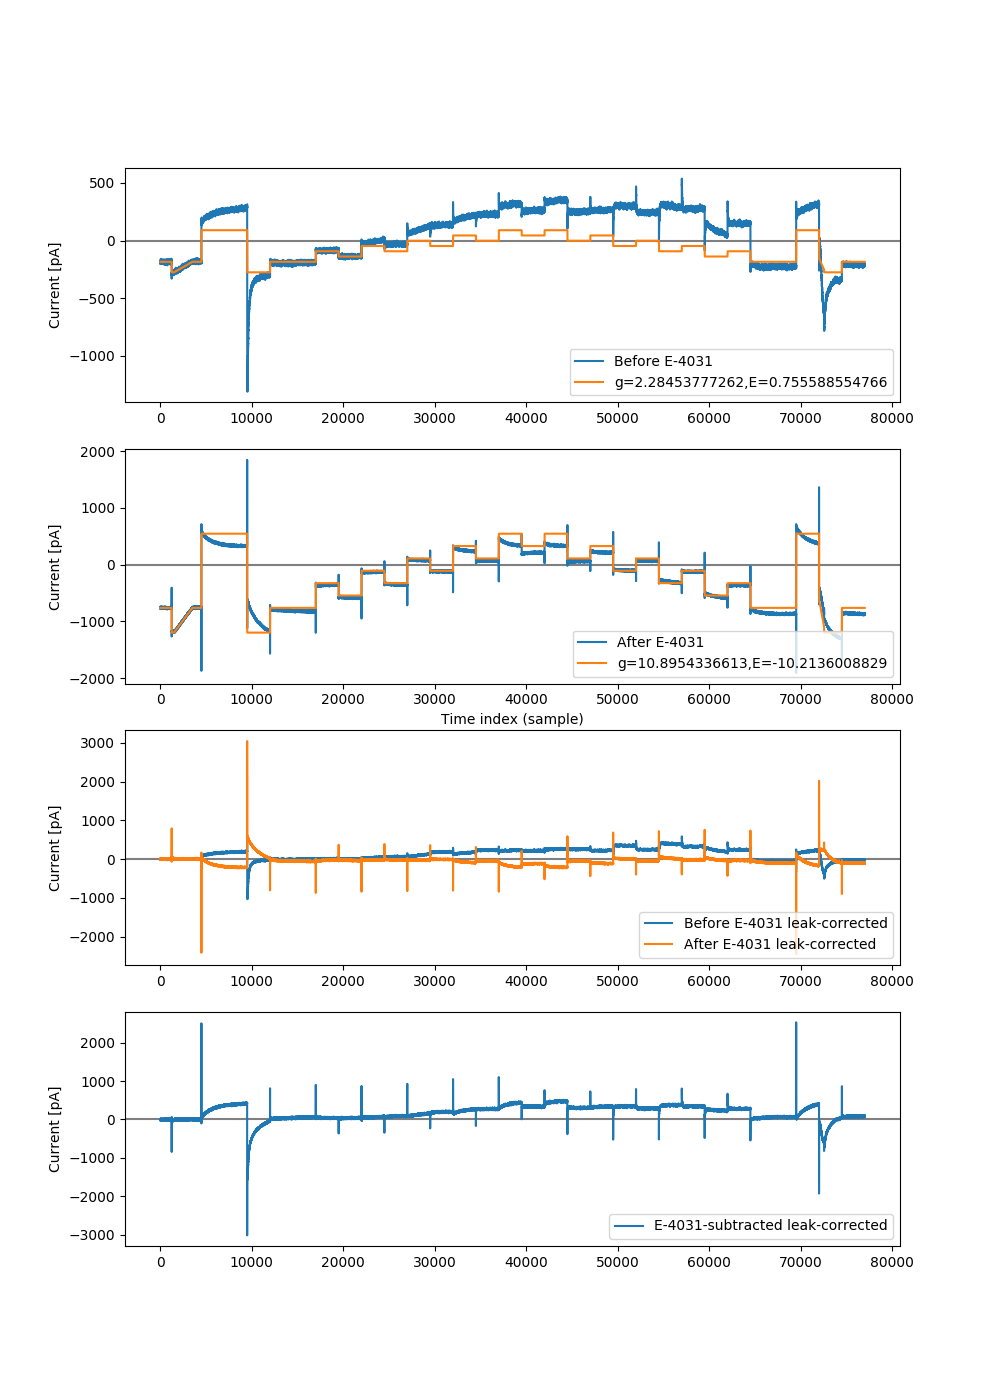 500
0
−500
−1000
Current [pA]
Before E-4031
g=2.28453777262,E=0.755588554766
0 10000 20000 30000 40000 50000 60000 70000 80000
2000
1000
0
−1000
−2000
Current [pA]
After E-4031
g=10.8954336613,E=-10.2136008829
0 10000 20000 30000 40000 50000 60000 70000 80000
Time index (sample)
3000
2000
1000
0
−1000
−2000
Current [pA]
Before E-4031 leak-corrected
After E-4031 leak-corrected
0 10000 20000 30000 40000 50000 60000 70000 80000
2000
1000
0
−1000
−2000
−3000
Current [pA]
E-4031-subtracted leak-corrected
0 10000 20000 30000 40000 50000 60000 70000 80000